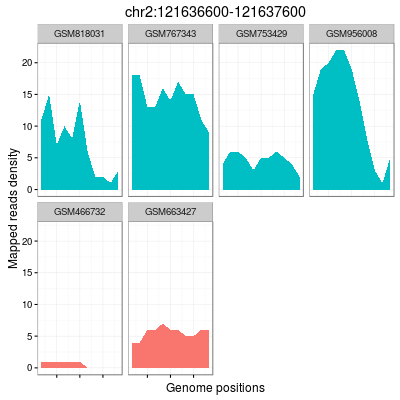 chr2:121636600-121637600
GSM818031 GSM767343 GSM753429 GSM956008
20
15
10
5
0
Mapped reads density
GSM466732 GSM663427
20
15
10
5
0
Genome positions